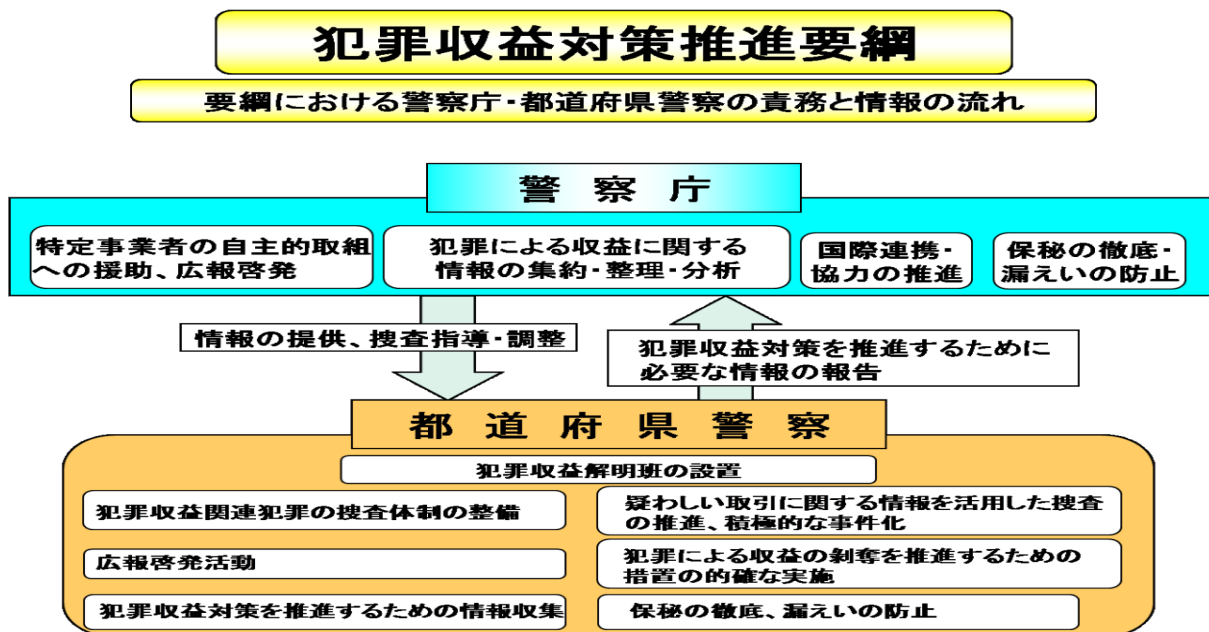 犯罪収益対策推進要綱
要綱における警察庁・都道府県警察の責務と情報の流れ
警察庁
特定事業者の自主的取組
への援助、広報啓発
犯罪による収益に関する
情報の集約・整理・分析
国際連携・
協力の推進
保秘の徹底・
漏えいの防止
情報の提供、捜査指導・調整
犯罪収益対策を推進するために
必要な情報の報告
都道府県警察
犯罪収益解明班の設置
犯罪収益関連犯罪の捜査体制の整備
疑わしい取引に関する情報を活用した捜査
の推進、積極的な事件化
広報啓発活動
犯罪による収益の剝奪を推進するための
措置の的確な実施
犯罪収益対策を推進するための情報収集
保秘の徹底、漏えいの防止